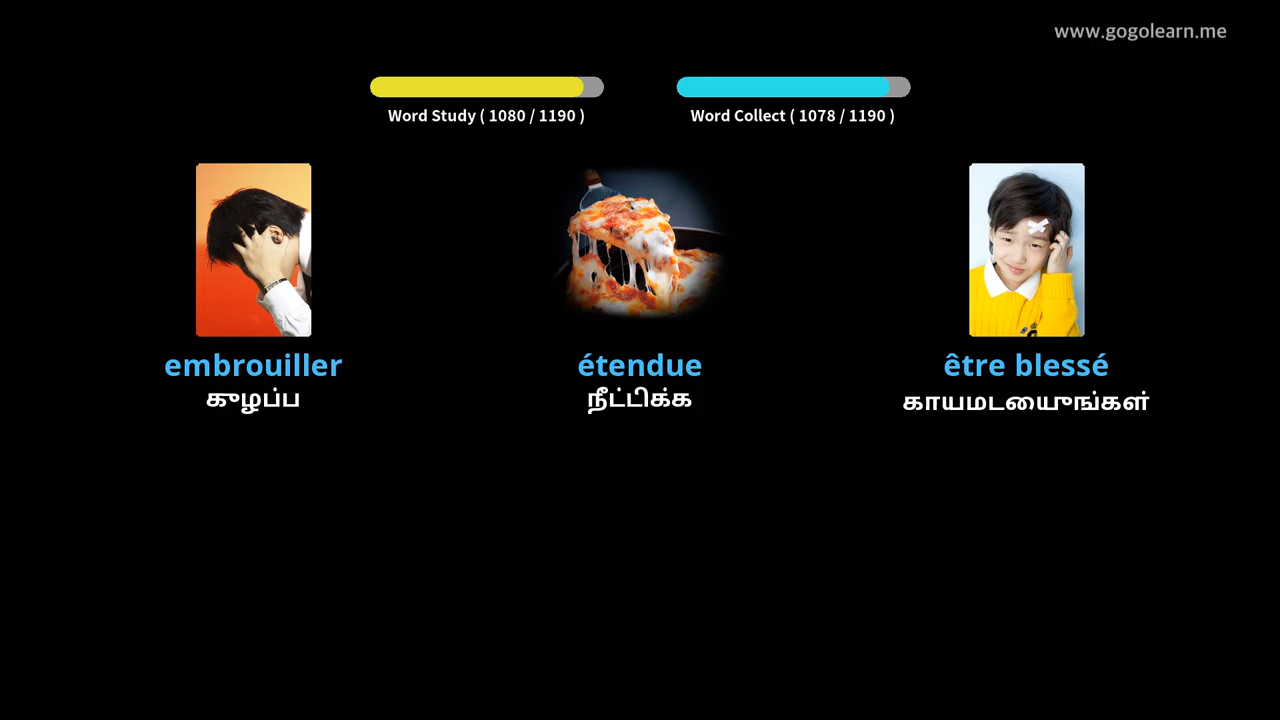 www.gogolearn.me
Word Study ( 1080 / 1190 )
Word Collect ( 1078 / 1190 )
embrouiller
étendue
être blessé
குழப்ப
நீட்டிக்க
காயமடையுைங்கள்